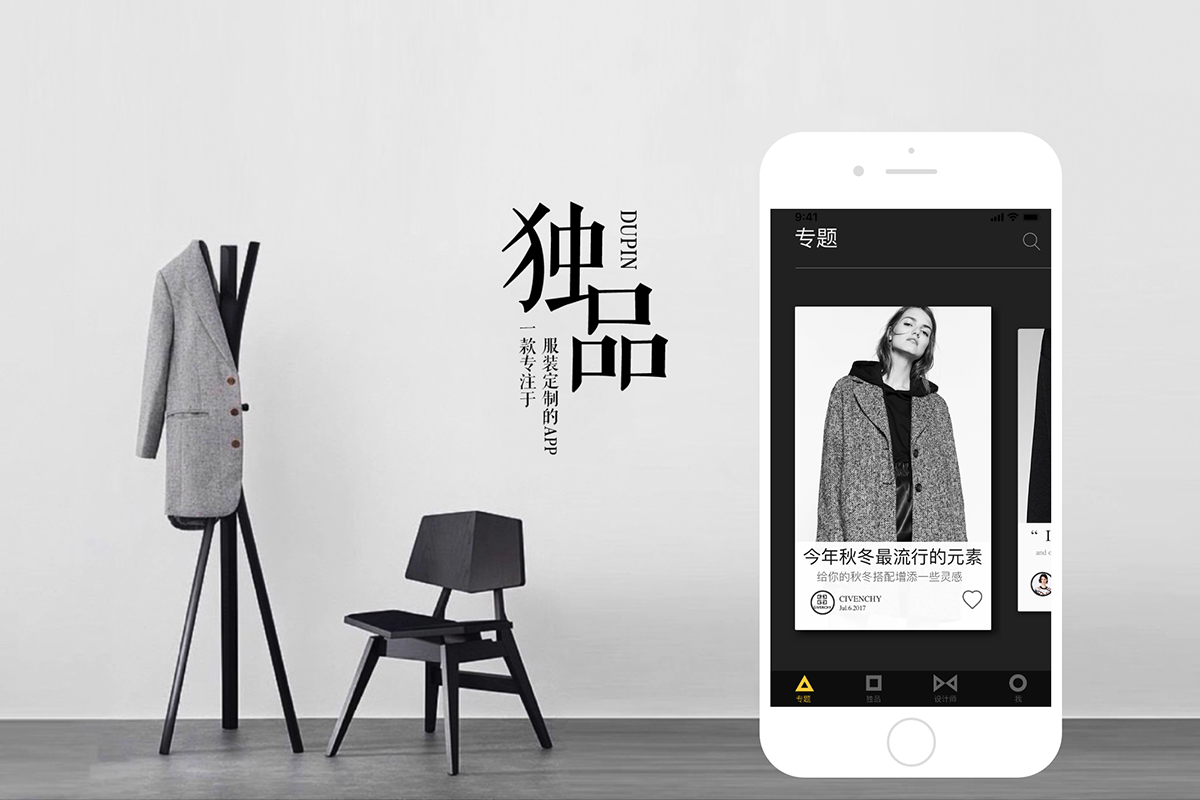 独品
DUPIN
一款专注于
服装定制的APP
9:41
专题
今年秋冬最流行的元素
给你的秋冬搭配增添一些灵感
CIVENCHY
Jul.6.2017
“ I
and c
专题
独品
设计师
我